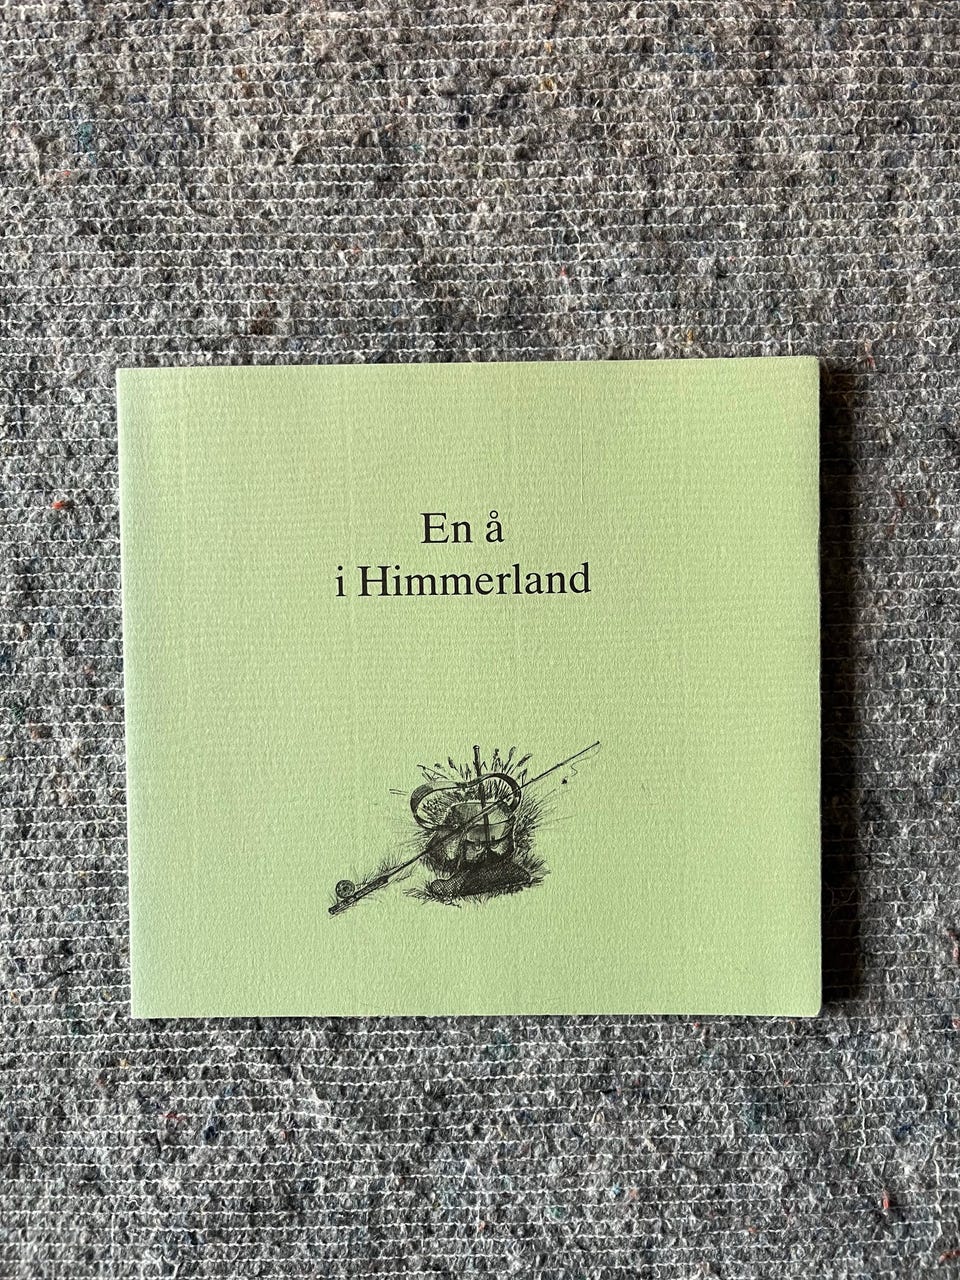 En å
i Himmerland